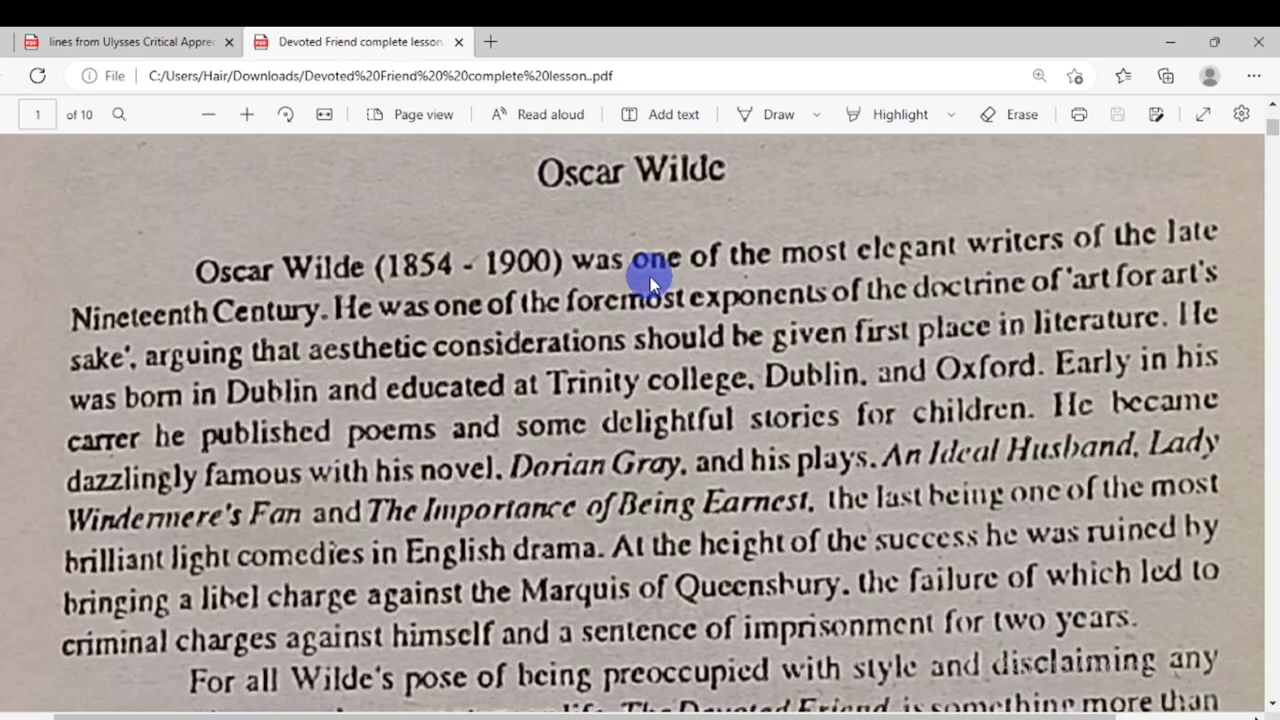 lines from Ulysses Critical Apprec
Devoted Friend complete lesson.
File
C:/Users/Hair/Downloads/Devoted%20Friend%20%20complete%20lesson..pdf
1 of 10
Page view
Read aloud
Add text
Draw
Highlight
Erase
Oscar Wilde
Oscar Wilde (1854 - 1900) was one of the most elegant writers of the late
Nineteenth Century. He was one of the foremost exponents of the doctrine of 'art for art's
sake', arguing that aesthetic considerations should be given first place in literature. He
was born in Dublin and educated at Trinity college, Dublin, and Oxford. Early in his
carrer he published poems and some delightful stories for children. He became
dazzlingly famous with his novel, Dorian Gray, and his plays. An Ideal Husband, Lady
Windermere's Fan and The Importance of Being Earnest, the last being one of the most
brilliant light comedies in English drama. At the height of the success he was ruined by
bringing a libel charge against the Marquis of Queensbury, the failure of which led to
criminal charges against himself and a sentence of imprisonment for two years.
For all Wilde's pose of being preoccupied with style and disclaiming any
life, The Devoted Friend is something more than